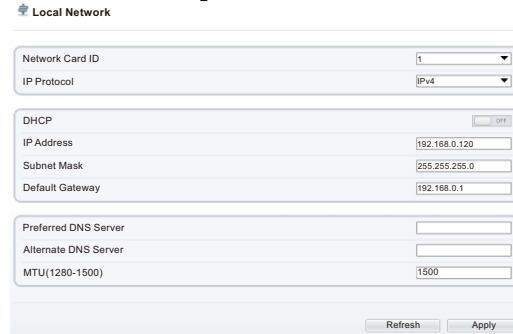 Local Network
Network Card ID 1
IP Protocol IPv4
DHCP OFF
IP Address 192.168.0.120
Subnet Mask 255.255.255.0
Default Gateway 192.168.0.1
Preferred DNS Server
Alternate DNS Server
MTU(1280-1500) 1500
Refresh Apply